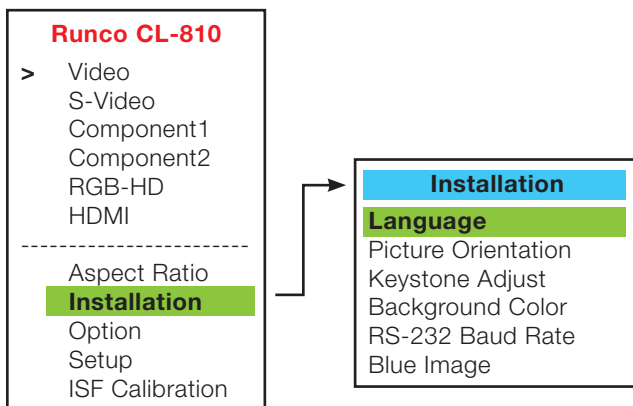 Runco CL-810
> Video
S-Video
Component1
Component2
RGB-HD
HDMI
------------------------
Aspect Ratio
Installation
Option
Setup
ISF Calibration
Installation
Language
Picture Orientation
Keystone Adjust
Background Color
RS-232 Baud Rate
Blue Image